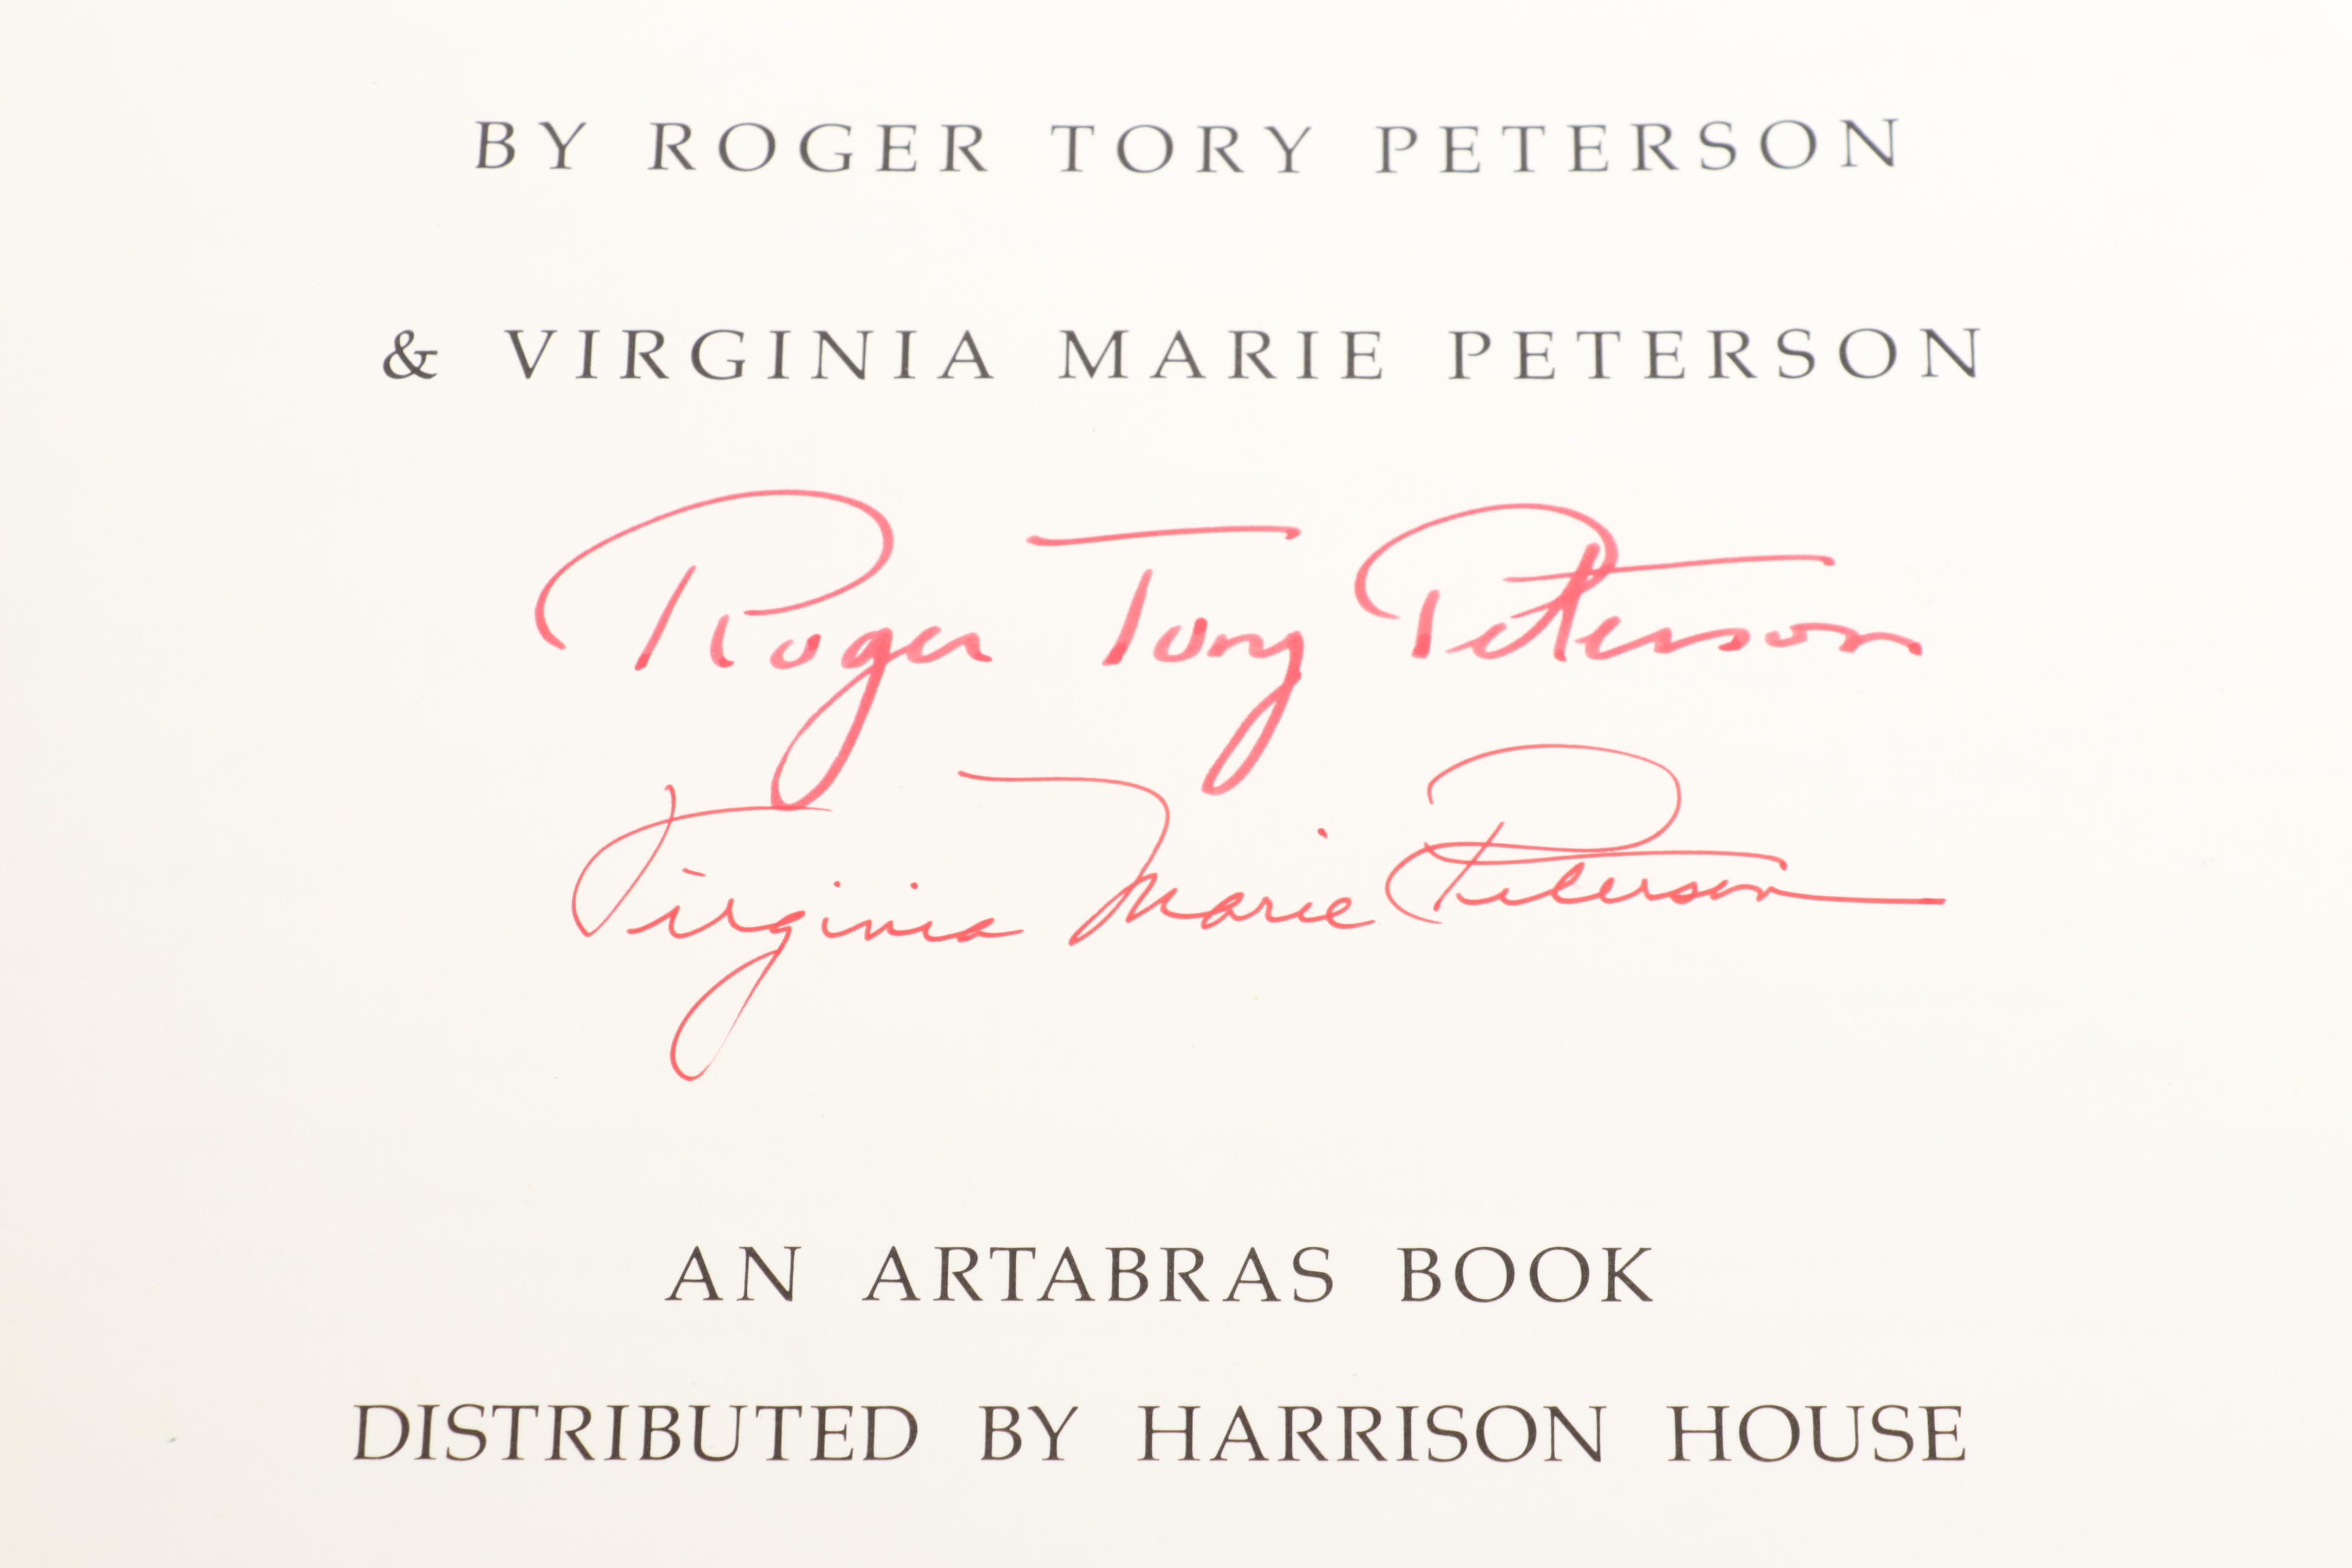 BY ROGER TORY PETERSON
& VIRGINIA MARIE PETERSON
Roger Tory Peterson
Virginia Marie Peterson
AN ARTABRAS BOOK
DISTRIBUTED BY HARRISON HOUSE